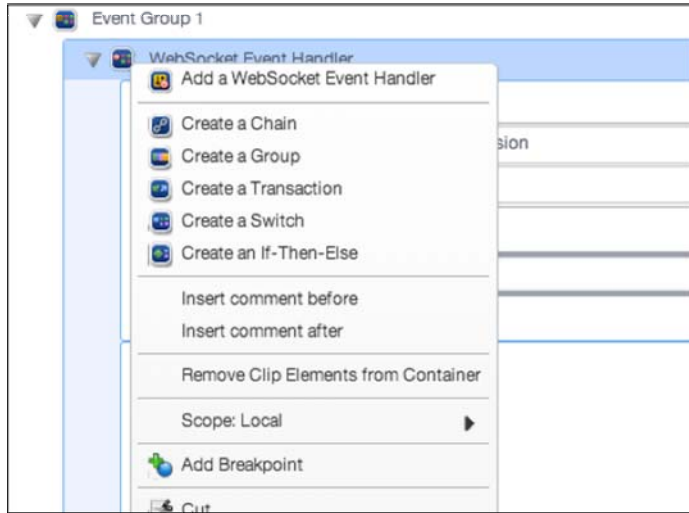 Event Group 1
WebSocket Event Handler
Add a WebSocket Event Handler
Create a Chain
sion
Create a Group
Create a Transaction
Create a Switch
Create an If-Then-Else
Insert comment before
Insert comment after
Remove Clip Elements from Container
Scope: Local
Add Breakpoint
Cut